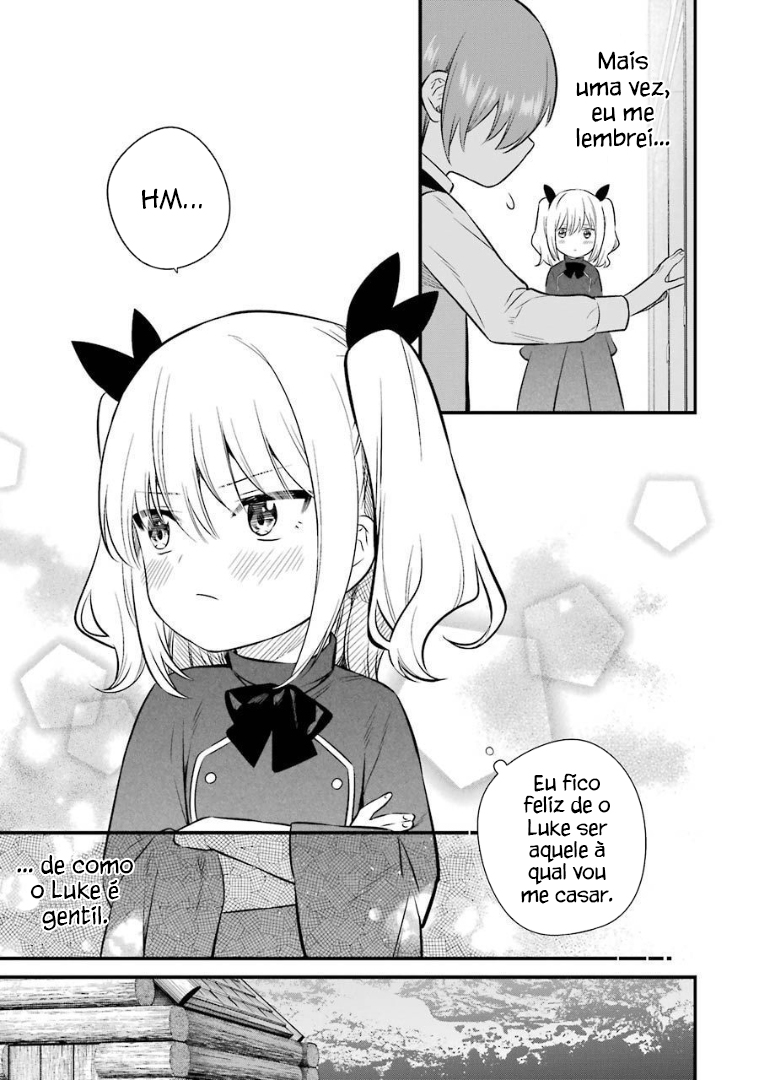 Mais
uma vez,
eu me
lembrei...
HM...
Eu fico
feliz de o
Luke ser
aquele à
qual vou
me casar.
... de como
o Luke é
gentil.